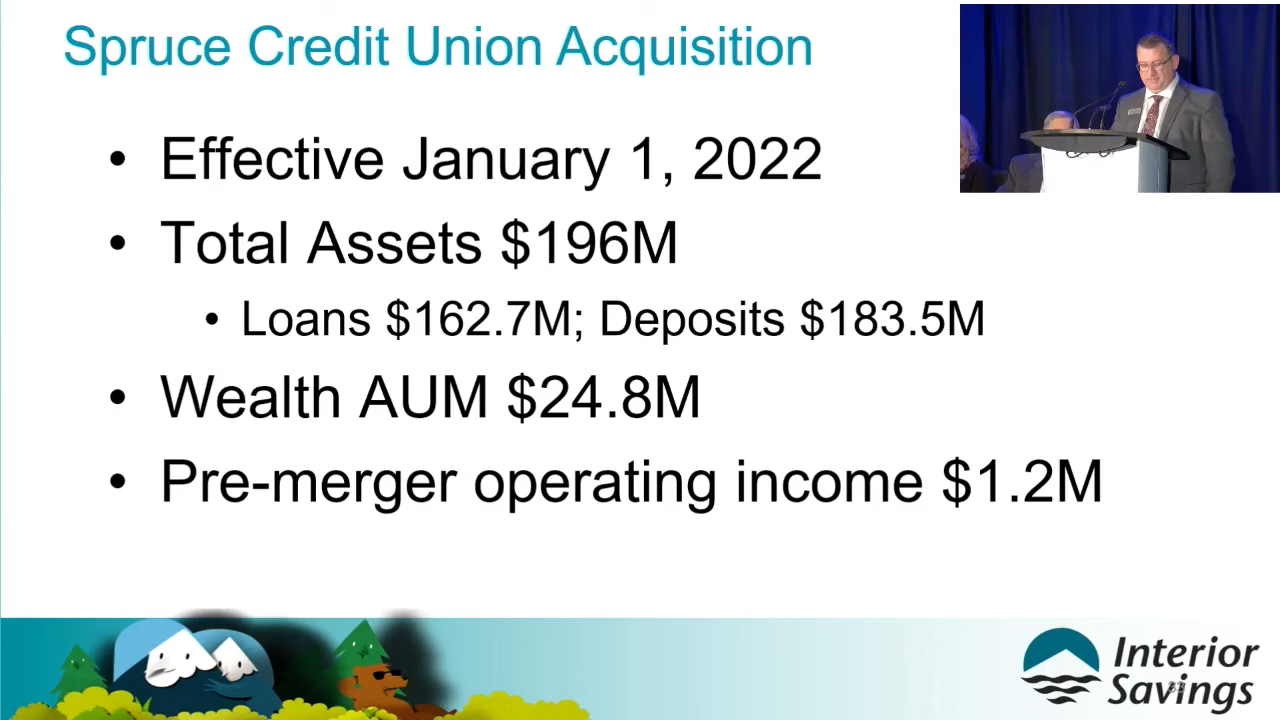 Spruce Credit Union Acquisition
• Effective January 1, 2022
• Total Assets $196M
• Loans $162.7M; Deposits $183.5M
• Wealth AUM $24.8M
• Pre-merger operating income $1.2M
Interior
Savings